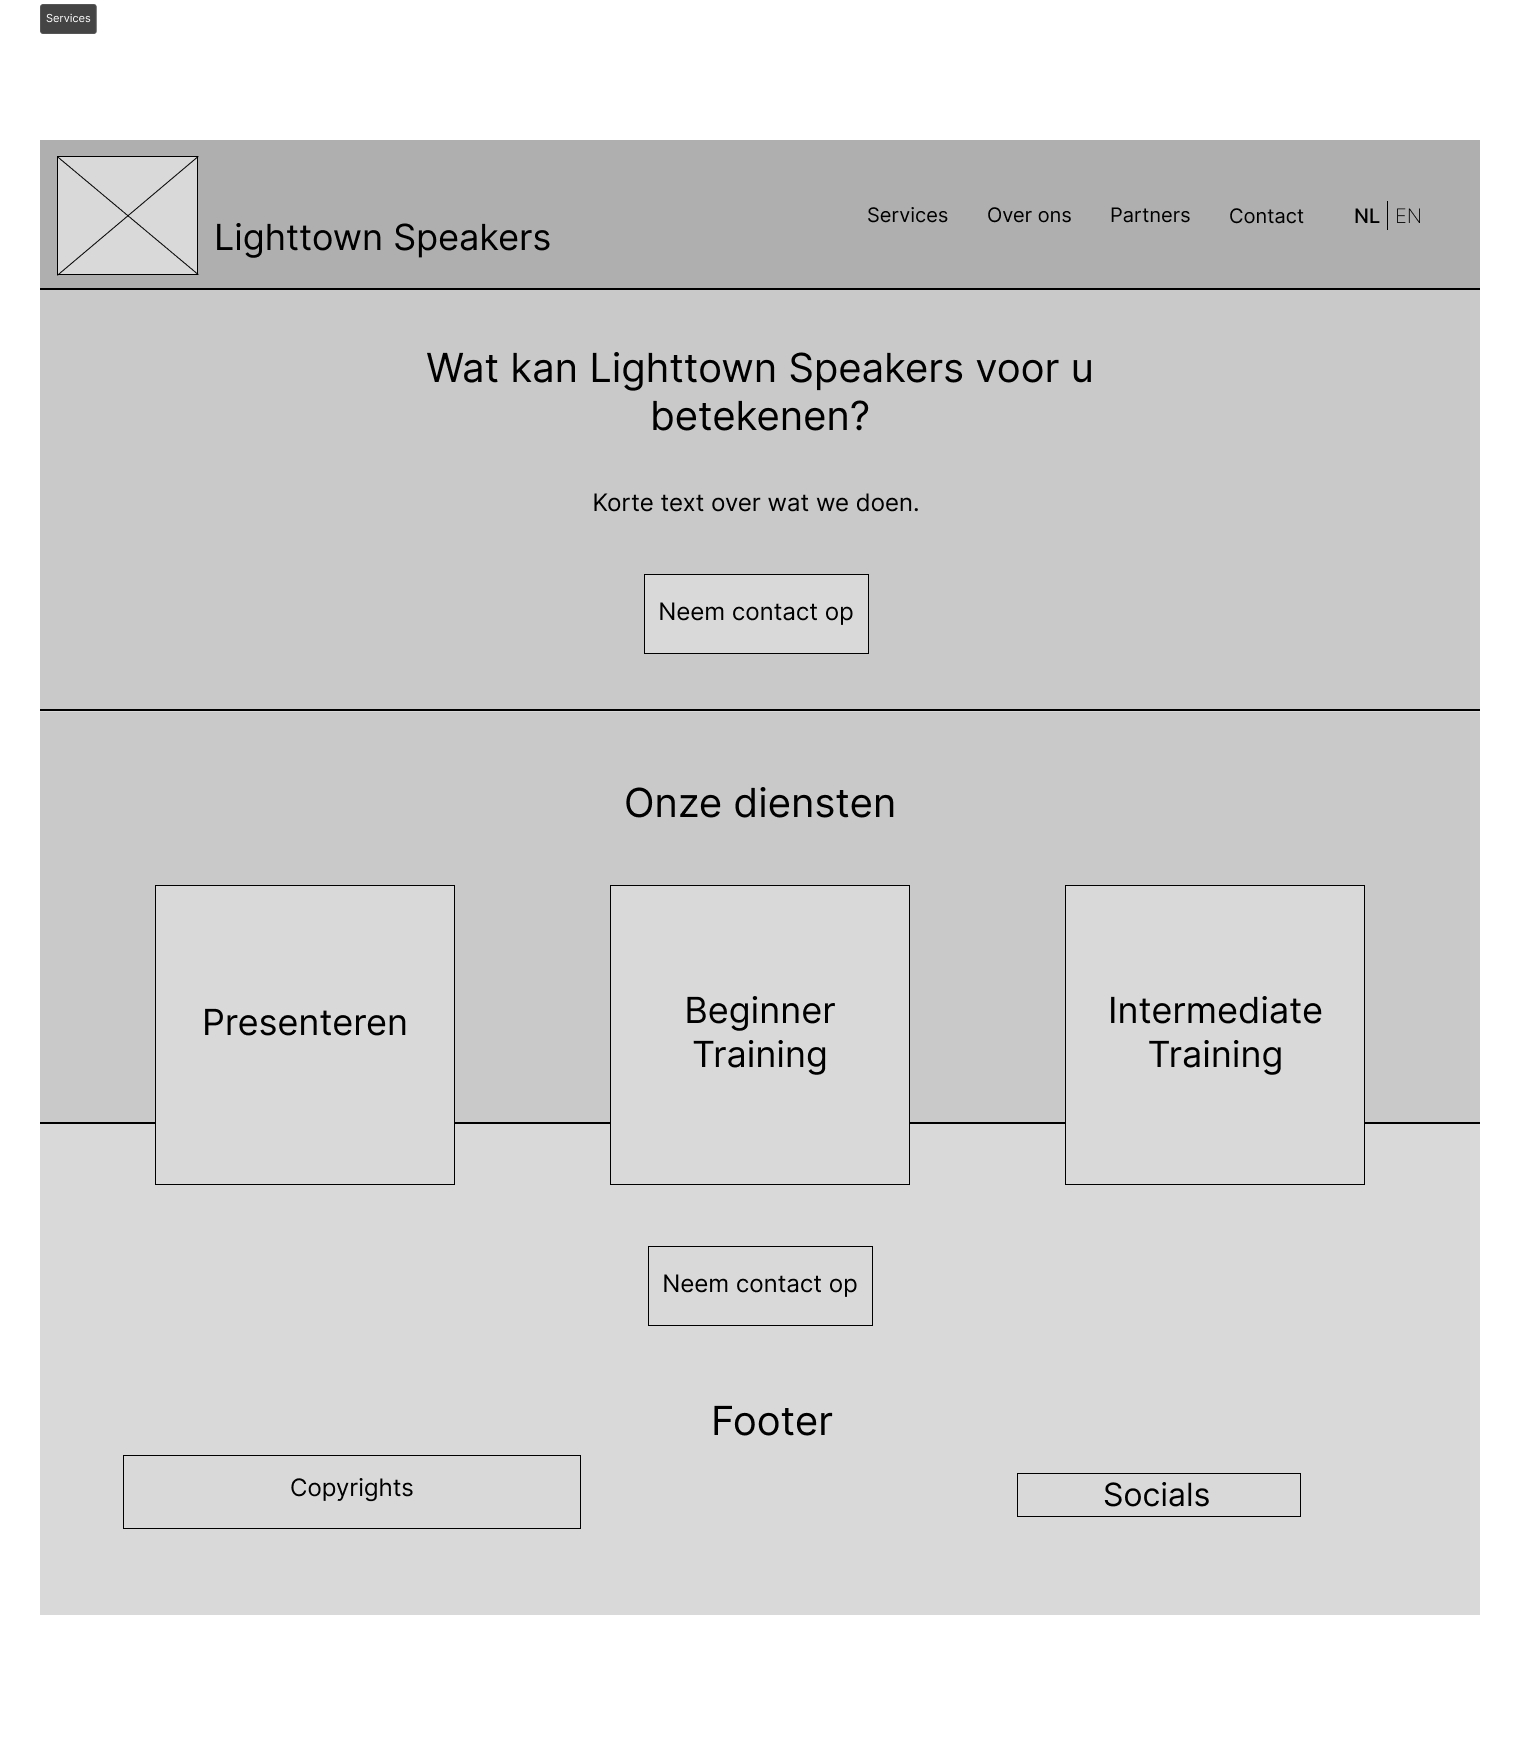 Services
Lighttown Speakers
Services
Over ons
Partners
Contact
NL
EN
Wat kan Lighttown Speakers voor u
betekenen?
Korte text over wat we doen.
Neem contact op
Onze diensten
Presenteren
Beginner
Training
Intermediate
Training
Neem contact op
Footer
Copyrights
Socials